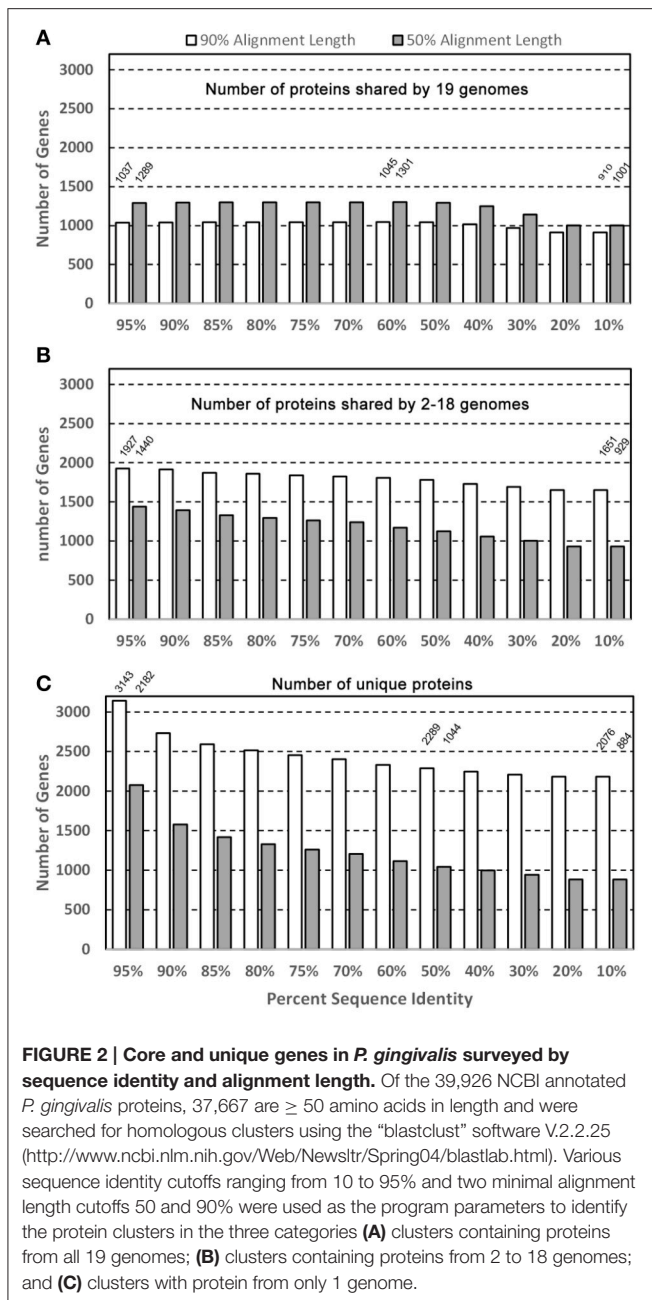 A
90% Alignment Length 50% Alignment Length
3000
2500
2000
1500
1000
500
0
Number of Genes
Number of proteins shared by 19 genomes
1037
1289
1045
1301
910
1001
95% 90% 85% 80% 75% 70% 60% 50% 40% 30% 20% 10%
B
3000
2500
2000
1500
1000
500
0
number of Genes
Number of proteins shared by 2-18 genomes
1927
1440
1651
929
95% 90% 85% 80% 75% 70% 60% 50% 40% 30% 20% 10%
C
3000
2500
2000
1500
1000
500
0
Number of Genes
Number of unique proteins
3143
2182
2289
1044
2076
884
95% 90% 85% 80% 75% 70% 60% 50% 40% 30% 20% 10%
Percent Sequence Identity
FIGURE 2 | Core and unique genes in P. gingivalis surveyed by
sequence identity and alignment length. Of the 39,926 NCBI annotated
P. gingivalis proteins, 37,667 are ≥ 50 amino acids in length and were
searched for homologous clusters using the “blastclust” software V.2.2.25
(http://www.ncbi.nlm.nih.gov/Web/Newsltr/Spring04/blastlab.html). Various
sequence identity cutoffs ranging from 10 to 95% and two minimal alignment
length cutoffs 50 and 90% were used as the program parameters to identify
the protein clusters in the three categories (A) clusters containing proteins
from all 19 genomes; (B) clusters containing proteins from 2 to 18 genomes;
and (C) clusters with protein from only 1 genome.